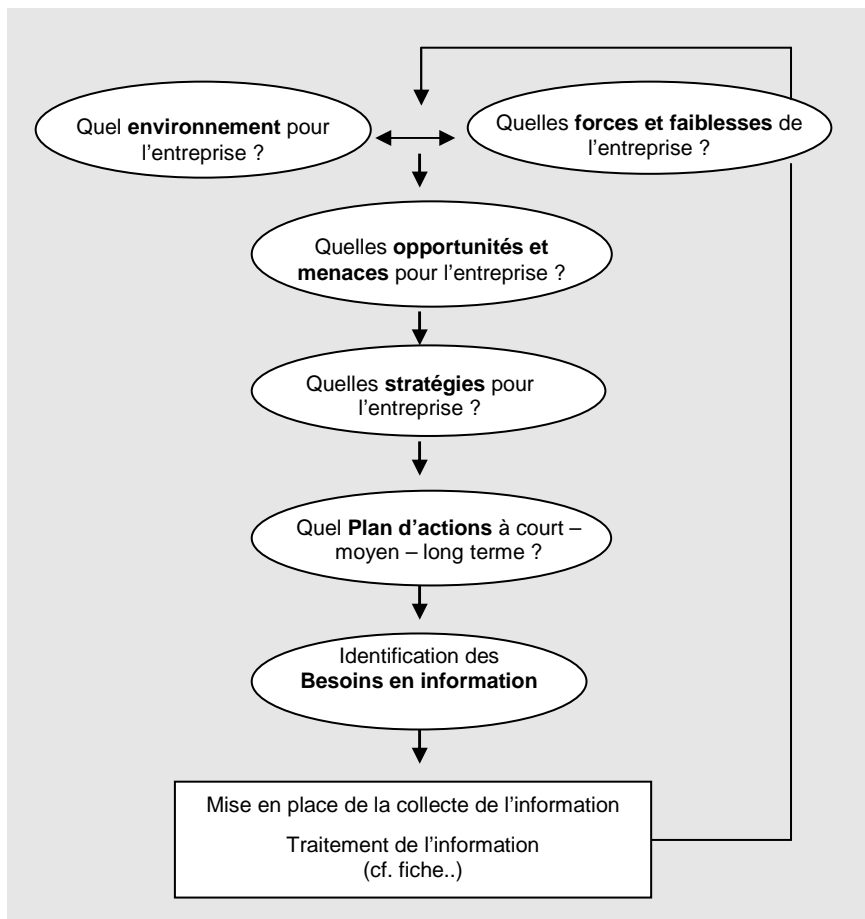 Quel environnement pour
l'entreprise ?
Quelles forces et faiblesses de
l'entreprise ?
Quelles opportunités et
menaces pour l'entreprise ?
Quelles stratégies pour
l'entreprise ?
Quel Plan d'actions à court –
moyen – long terme ?
Identification des
Besoins en information
Mise en place de la collecte de l'information
Traitement de l'information
(cf. fiche..)